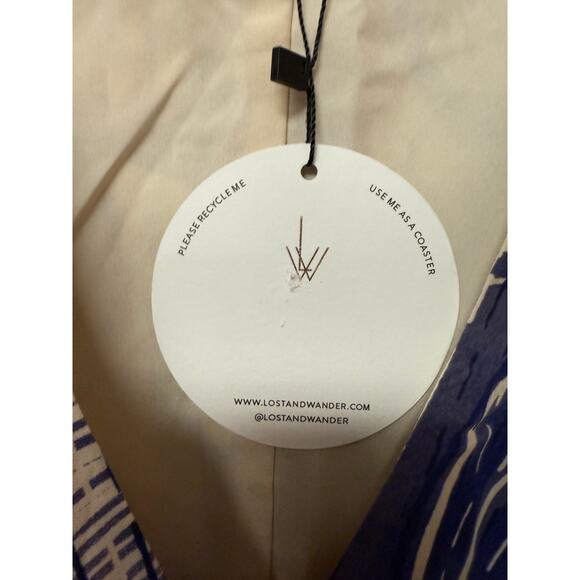 PLEASE RECYCLE ME
USE ME AS A COASTER
WWW.LOSTANDWANDER.COM
@LOSTANDWANDER